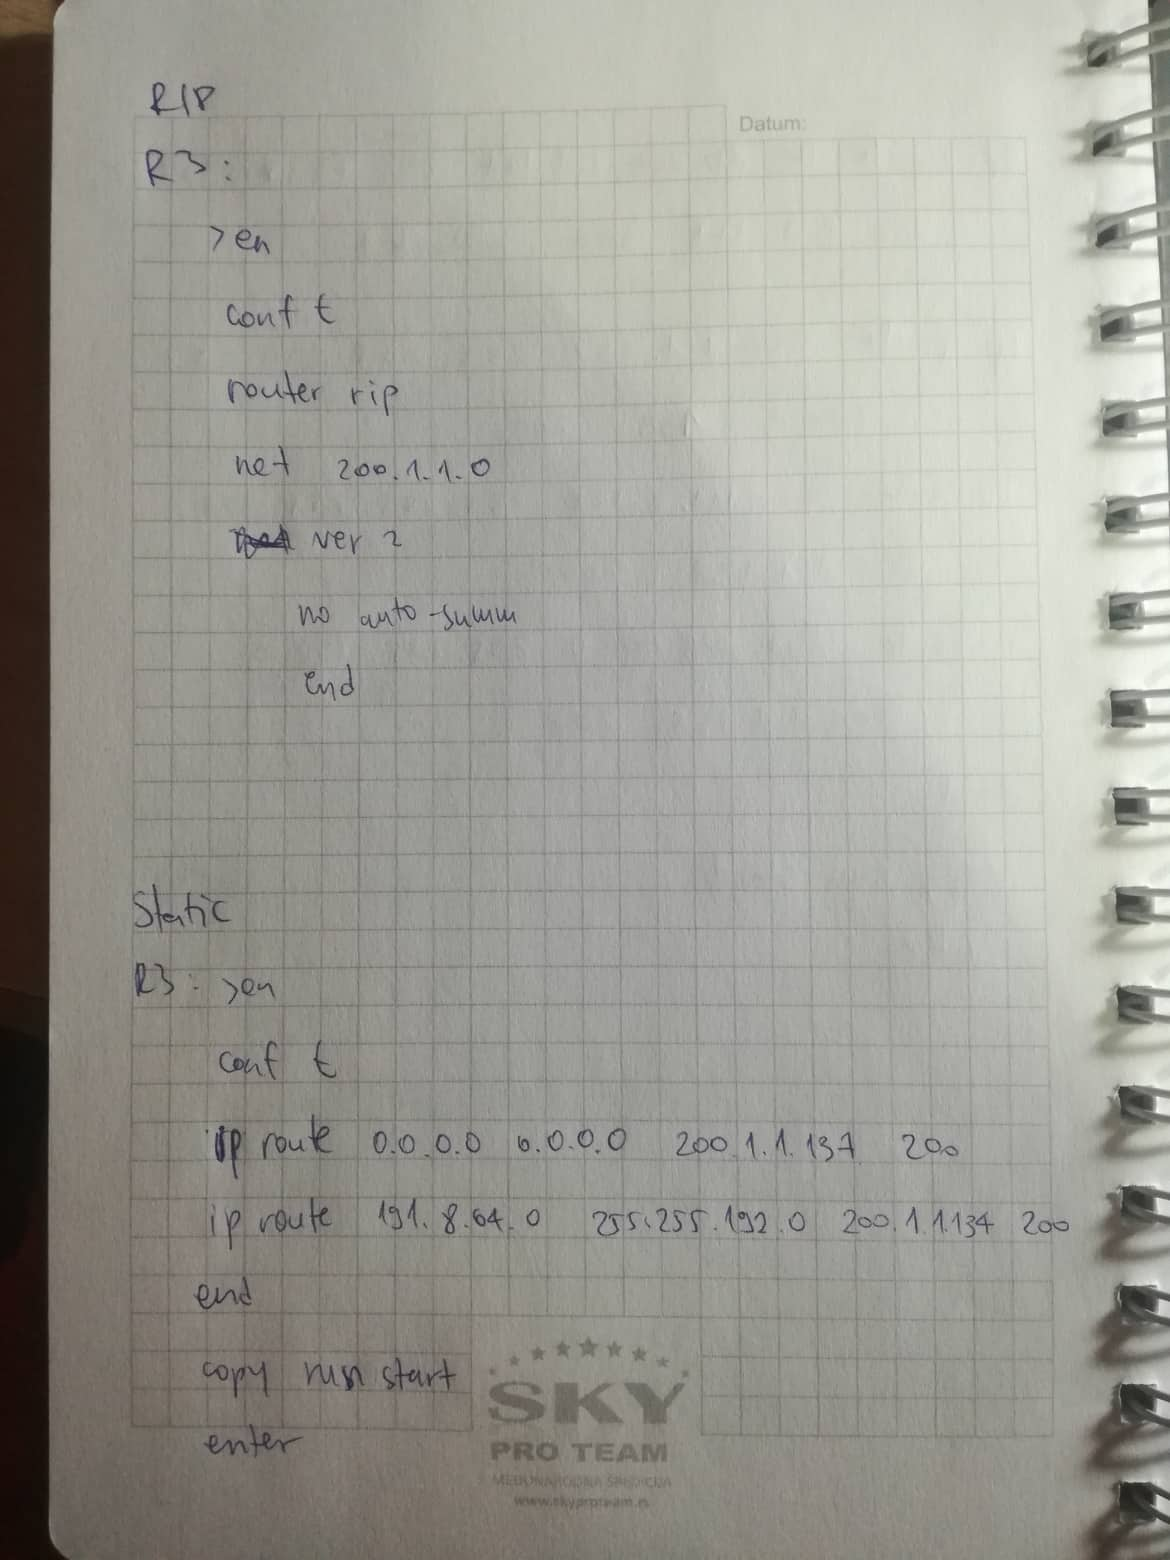 RIP
Datum:
R3:
>en
conf t
router rip
net 200.1.1.0
ver 2
no auto-summ
end
Static
R3: >en
conf t
ip route 0.0.0.0 0.0.0.0 200.1.1.137 200
ip route 191.8.64.0 255.255.192.0 200.1.1.134 200
end
copy run start
enter
SKY
PRO TEAM
MEĐUNARODNA ŠPEDICIJA
www.skyproteam.rs